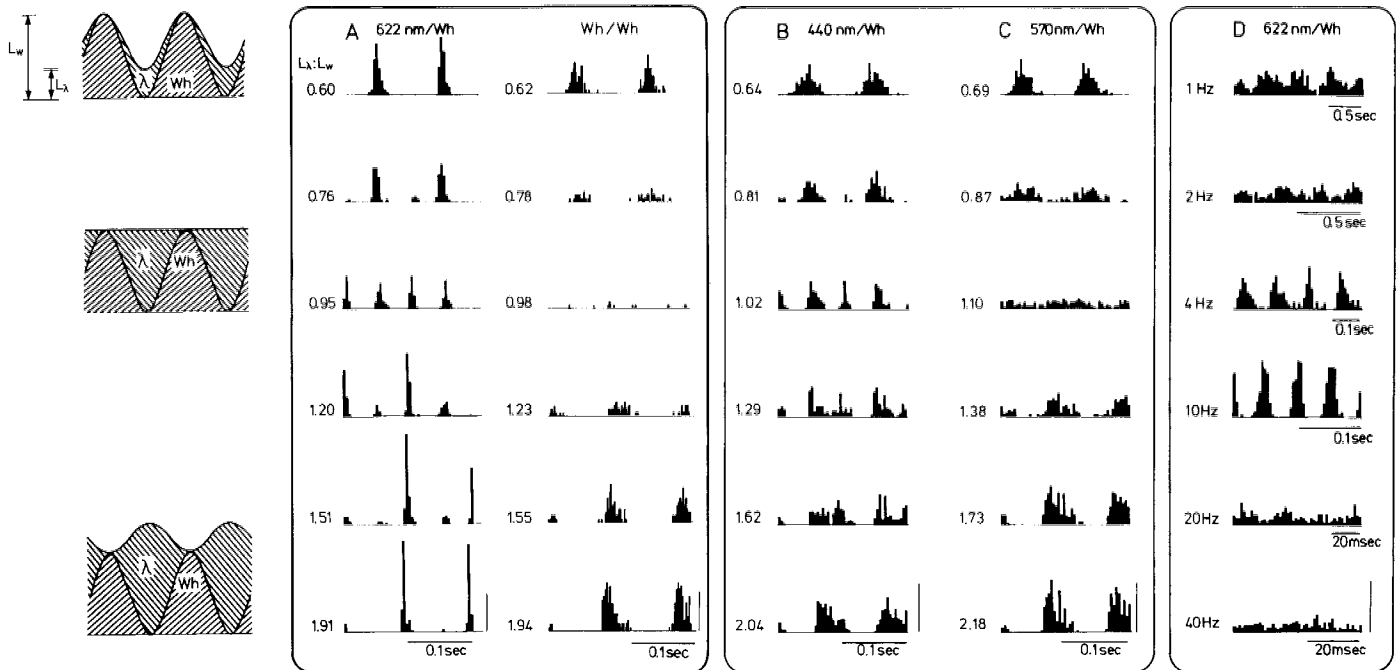 A 622 nm/Wh Wh/Wh
B 440 nm/Wh C 570nm/Wh
D 622 nm/Wh
Lw
Lλ
λ Wh
Lλ:Lw
0.60 0.62 0.64 0.69 1 Hz
0.5sec
0.76 0.78 0.81 0.87 2 Hz
0.5sec
λ Wh
0.95 0.98 1.02 1.10 4 Hz
0.1sec
1.20 1.23 1.29 1.38 10Hz
0.1sec
1.51 1.55 1.62 1.73 20Hz
20msec
λ Wh
1.91 1.94 2.04 2.18 40Hz
0.1sec 0.1sec 0.1sec 0.1sec 20msec